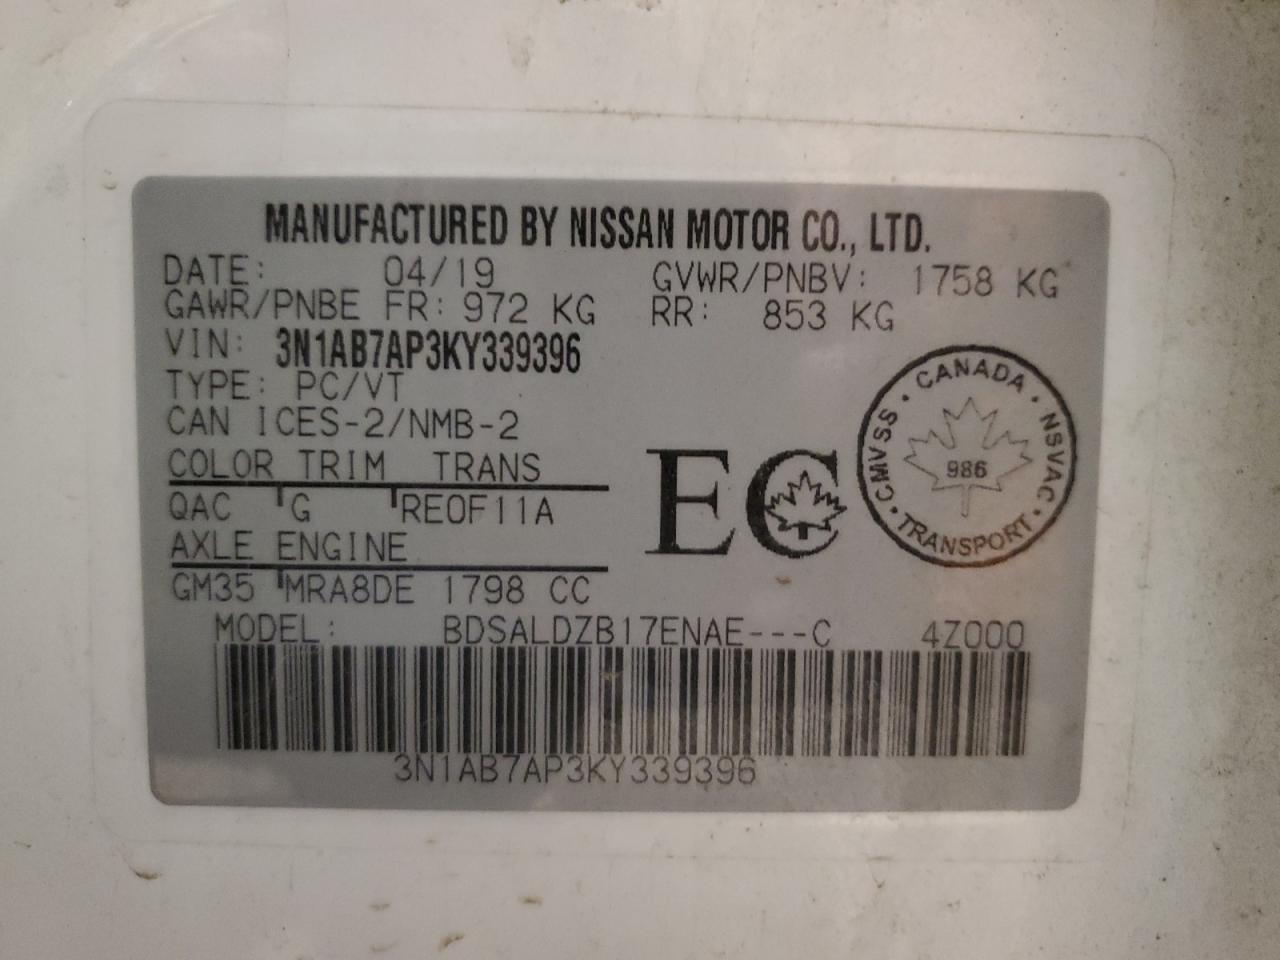 MANUFACTURED BY NISSAN MOTOR CO., LTD.
DATE: 04/19 GVWR/PNBV: 1758 KG
GAWR/PNBE FR: 972 KG RR: 853 KG
VIN: 3N1AB7AP3KY339396
TYPE: PC/VT
CAN ICES-2/NMB-2
COLOR TRIM TRANS
QAC G RE0F11A
AXLE ENGINE
GM35 MRA8DE 1798 CC
EC
CANADA · NSVAC · TRANSPORT · CMVSS ·
986
MODEL: BDSALDZB17ENAE---C 4Z000
3N1AB7AP3KY339396